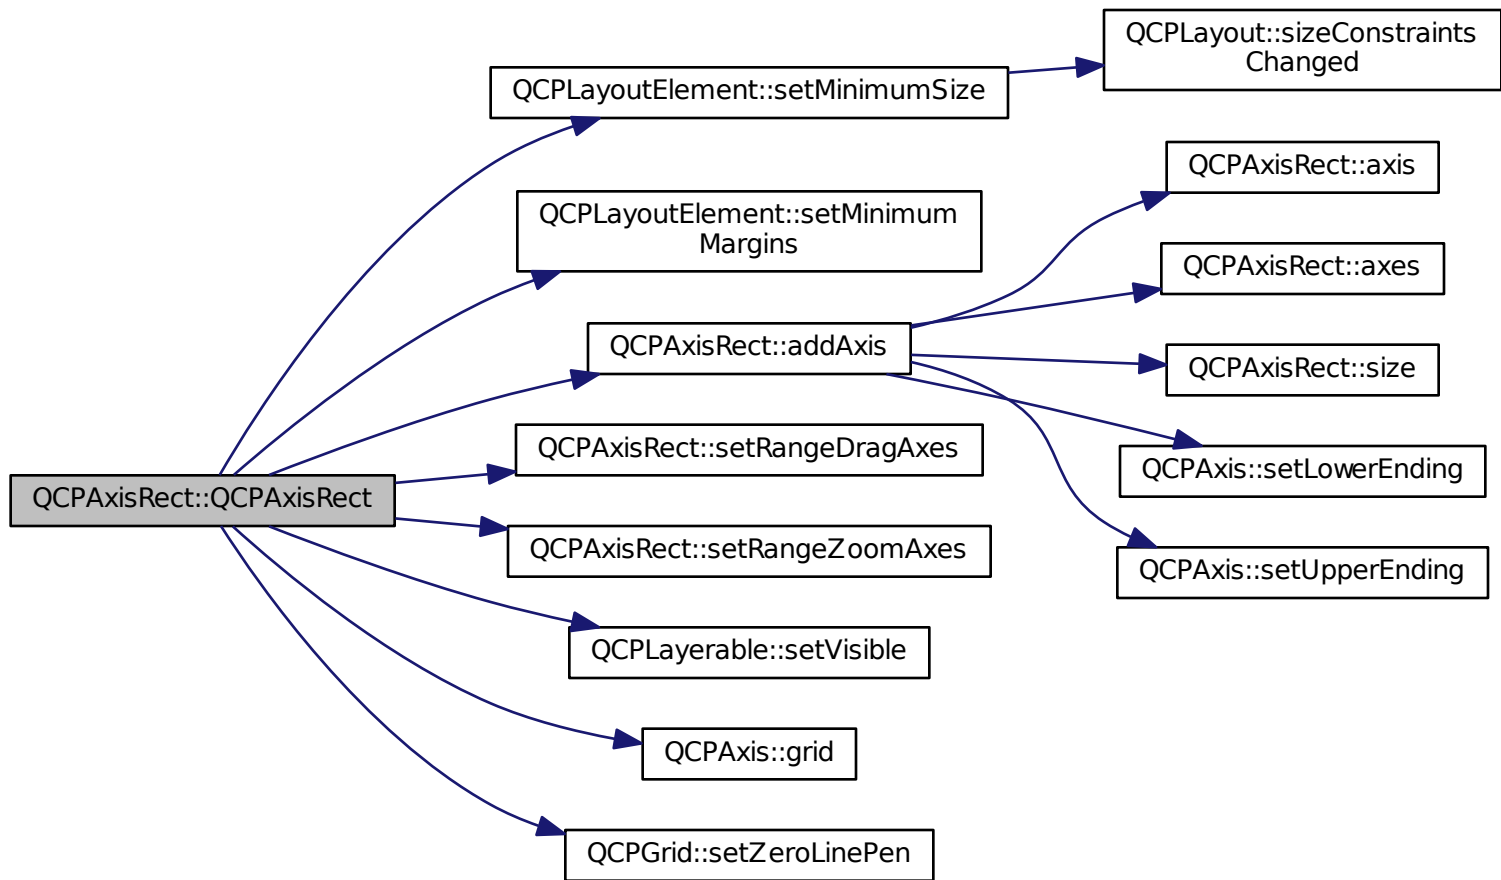 QCPLayout::sizeConstraints
Changed
QCPLayoutElement::setMinimumSize
QCPAxisRect::axis
QCPLayoutElement::setMinimum
Margins
QCPAxisRect::axes
QCPAxisRect::addAxis
QCPAxisRect::size
QCPAxisRect::setRangeDragAxes
QCPAxis::setLowerEnding
QCPAxisRect::QCPAxisRect
QCPAxisRect::setRangeZoomAxes
QCPAxis::setUpperEnding
QCPLayerable::setVisible
QCPAxis::grid
QCPGrid::setZeroLinePen